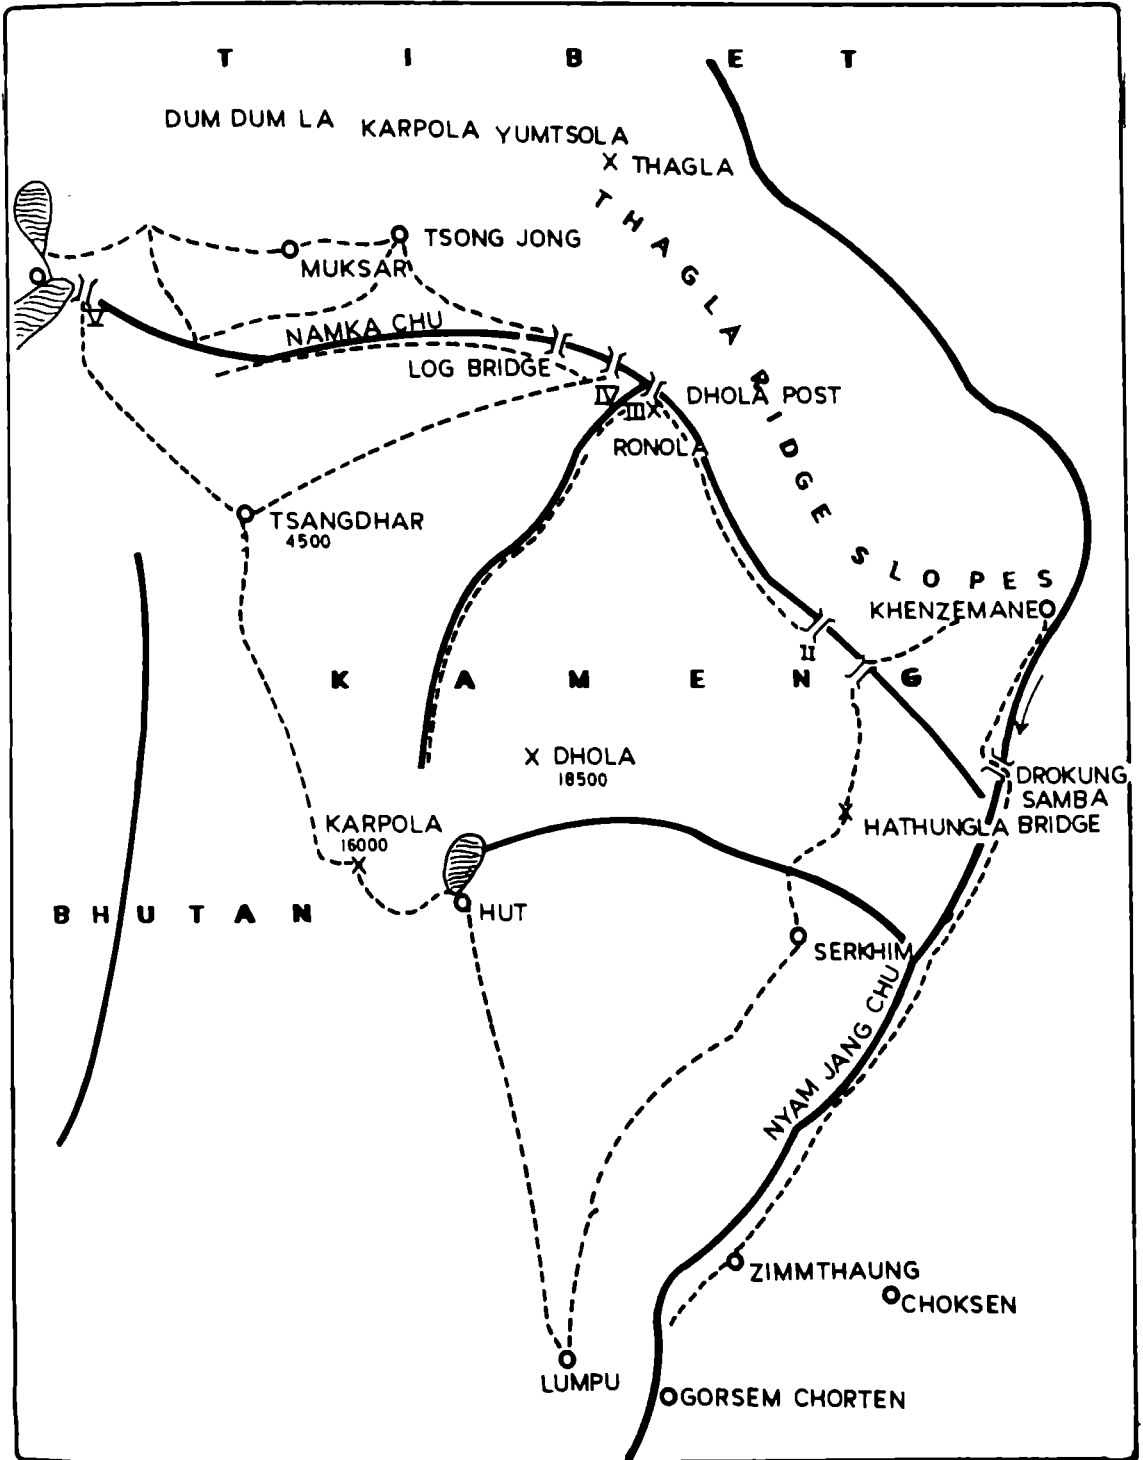 T I B E T
DUM DUM LA KARPOLA YUMTSOLA
X THAGLA
THAGLA RIDGE SLOPES
TSONG JONG
MUKSAR
V
NAMKA CHU
LOG BRIDGE
IV
III
DHOLA POST
RONOLA
TSANGDHAR
4500
KHENZEMANE
II
K A M E N G
X DHOLA
18500
DROKUNG
SAMBA
BRIDGE
KARPOLA
16000
HATHUNGLA
B H U T A N
HUT
SERKHIM
NYAM JANG CHU
ZIMMTHAUNG
CHOKSEN
LUMPU
GORSEM CHORTEN